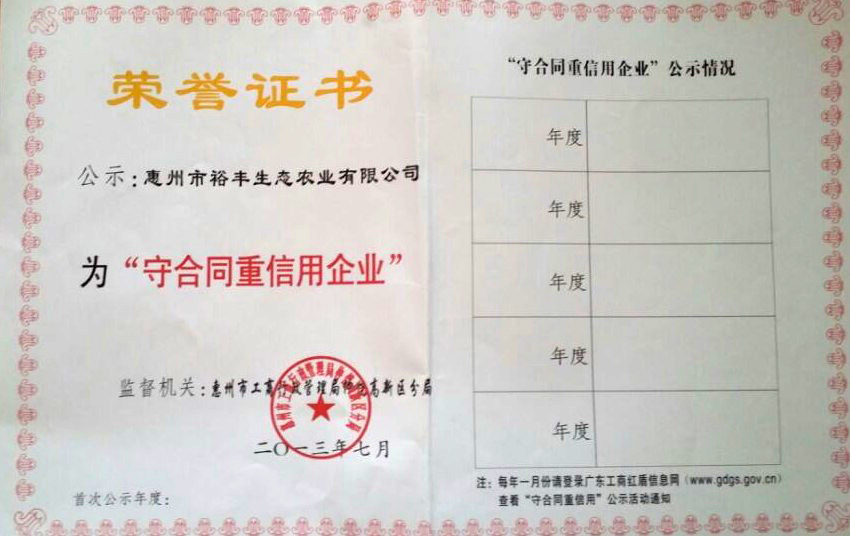 荣誉证书
公示：惠州市裕丰生态农业有限公司
为“守合同重信用企业”
监督机关：惠州市工商行政管理局仲恺高新区分局
二〇一三年七月
首次公示年度：
“守合同重信用企业”公示情况
年度
年度
年度
年度
年度
注：每年一月份请登录广东工商红盾信息网（www.gdgs.gov.cn）
查看“守合同重信用”公示活动通知